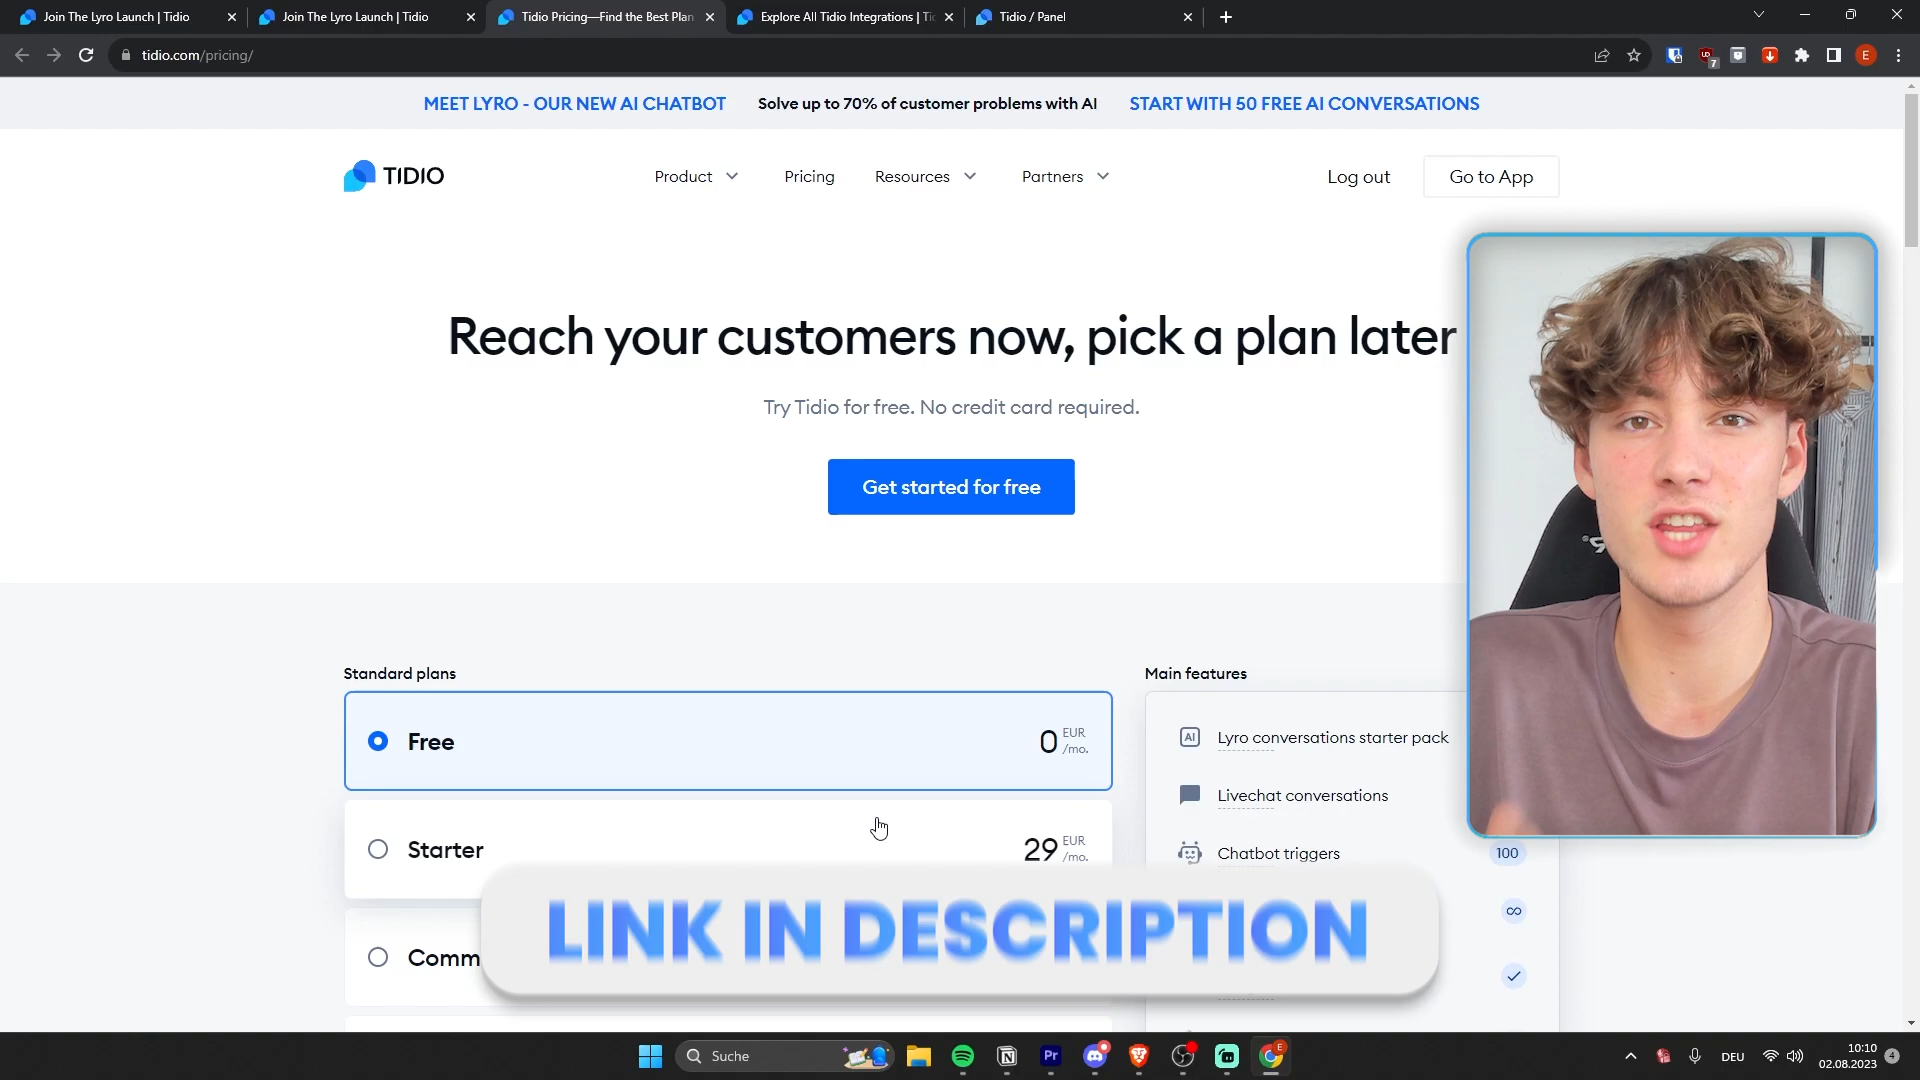 Join The Lyro Launch | Tidio
Join The Lyro Launch | Tidio
Tidio Pricing—Find the Best Plan
Explore All Tidio Integrations | Tid
Tidio / Panel
tidio.com/pricing/
7
E
MEET LYRO - OUR NEW AI CHATBOT
Solve up to 70% of customer problems with AI
START WITH 50 FREE AI CONVERSATIONS
TIDIO
Product
Pricing
Resources
Partners
Log out
Go to App
Reach your customers now, pick a plan later
Try Tidio for free. No credit card required.
Get started for free
Standard plans
Free
0 EUR
/mo.
Starter
29 EUR
/mo.
Comm
Main features
AI
Lyro conversations starter pack
Livechat conversations
Chatbot triggers
100
∞
LINK IN DESCRIPTION
Suche
Pr
E
DEU
10:10
02.08.2023
4